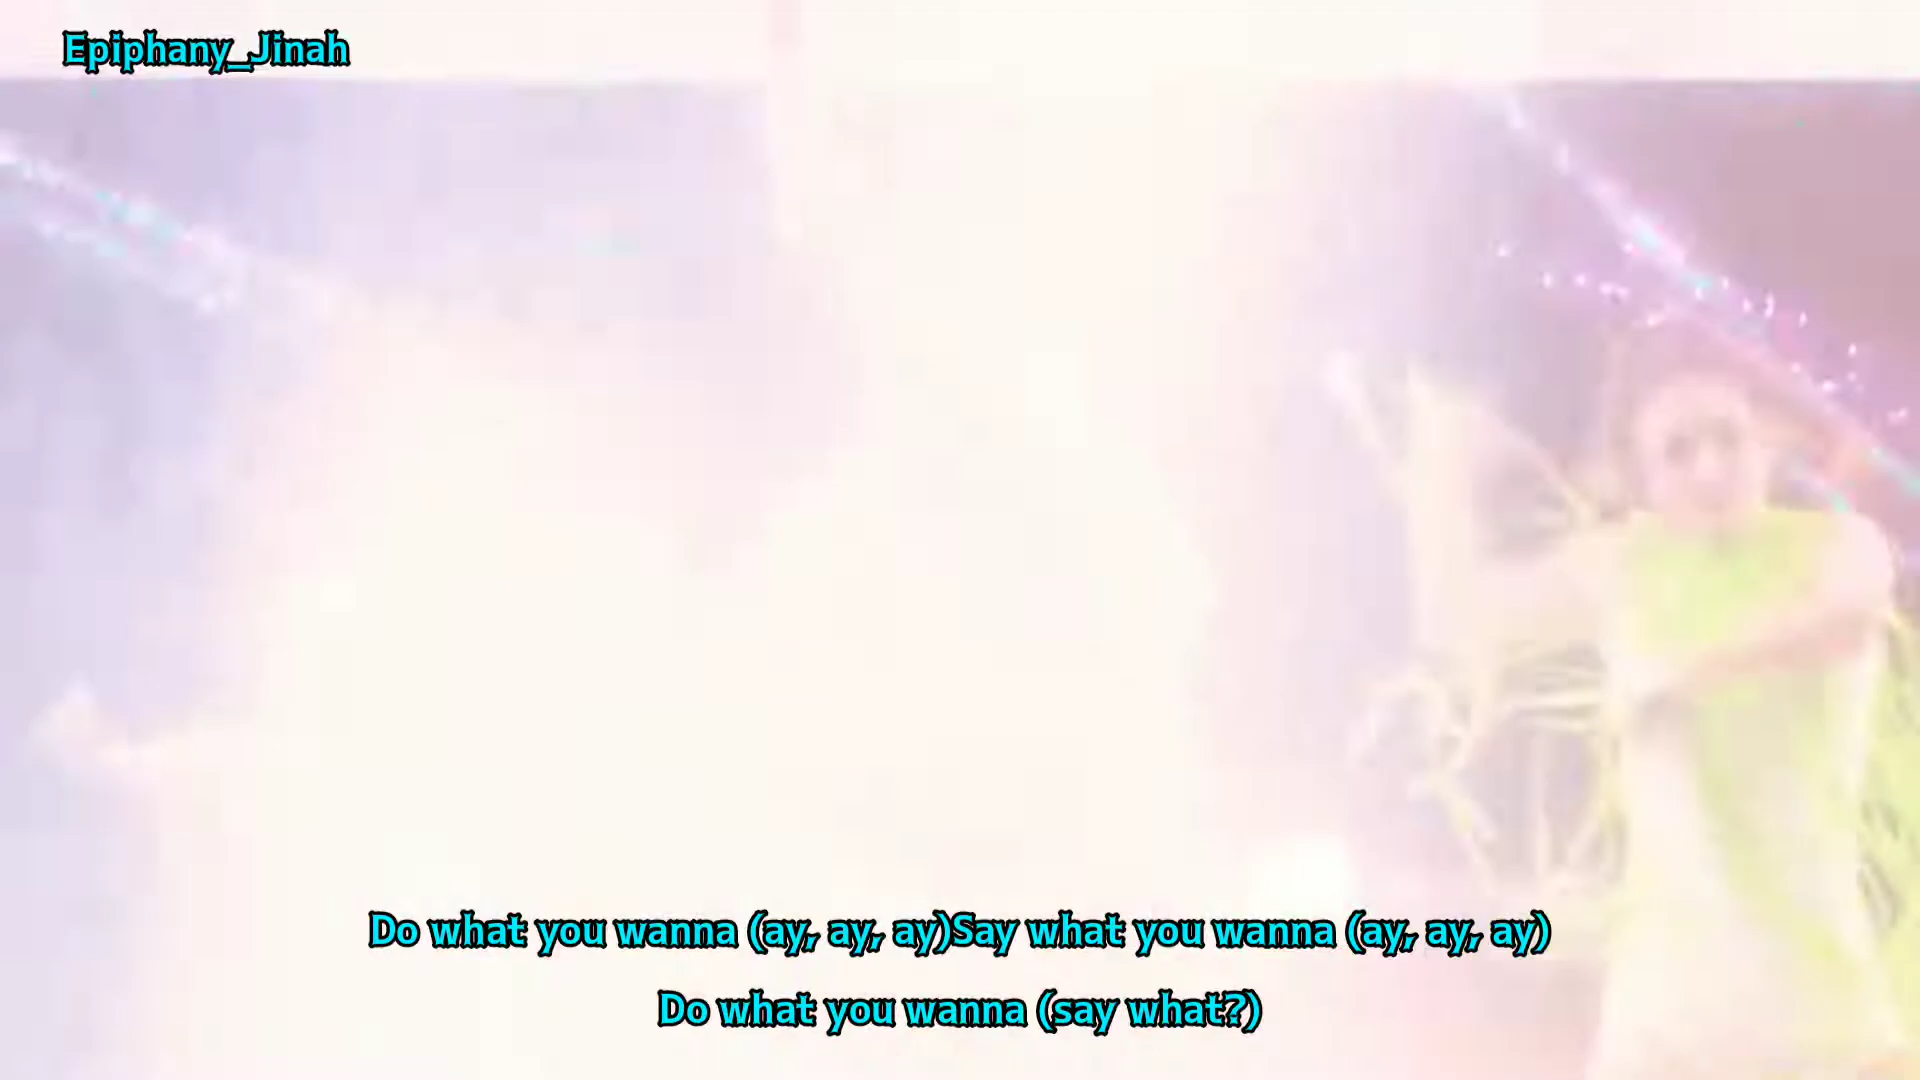 Epiphany_Jinah
Do what you wanna (ay, ay, ay)Say what you wanna (ay, ay, ay)
Do what you wanna (say what?)